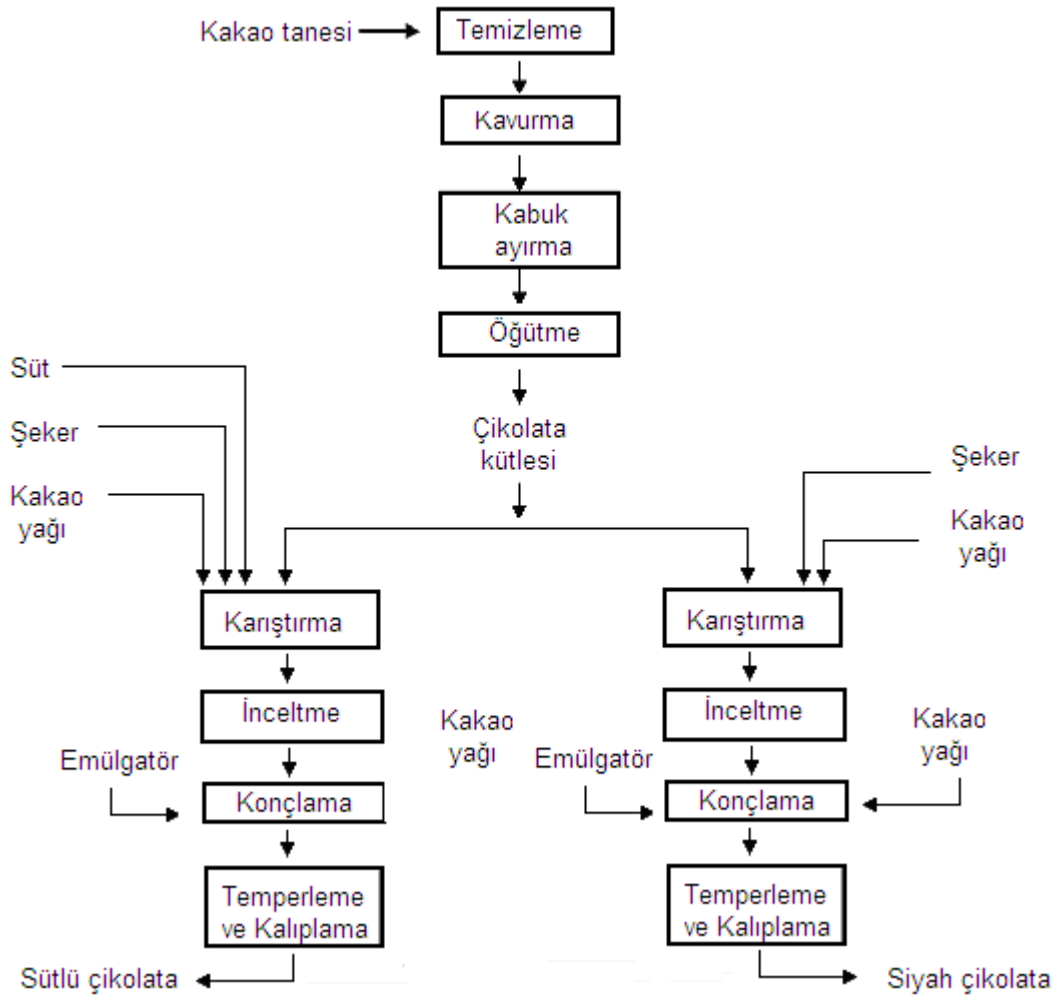 Kakao tanesi
Temizleme
Kavurma
Kabuk
ayırma
Öğütme
Çikolata
kütlesi
Süt
Şeker
Kakao
yağı
Şeker
Kakao
yağı
Karıştırma
İnceltme
Emülgatör
Konçlama
Temperleme
ve Kalıplama
Sütlü çikolata
Kakao
yağı
Karıştırma
İnceltme
Emülgatör
Kakao
yağı
Konçlama
Temperleme
ve Kalıplama
Siyah çikolata